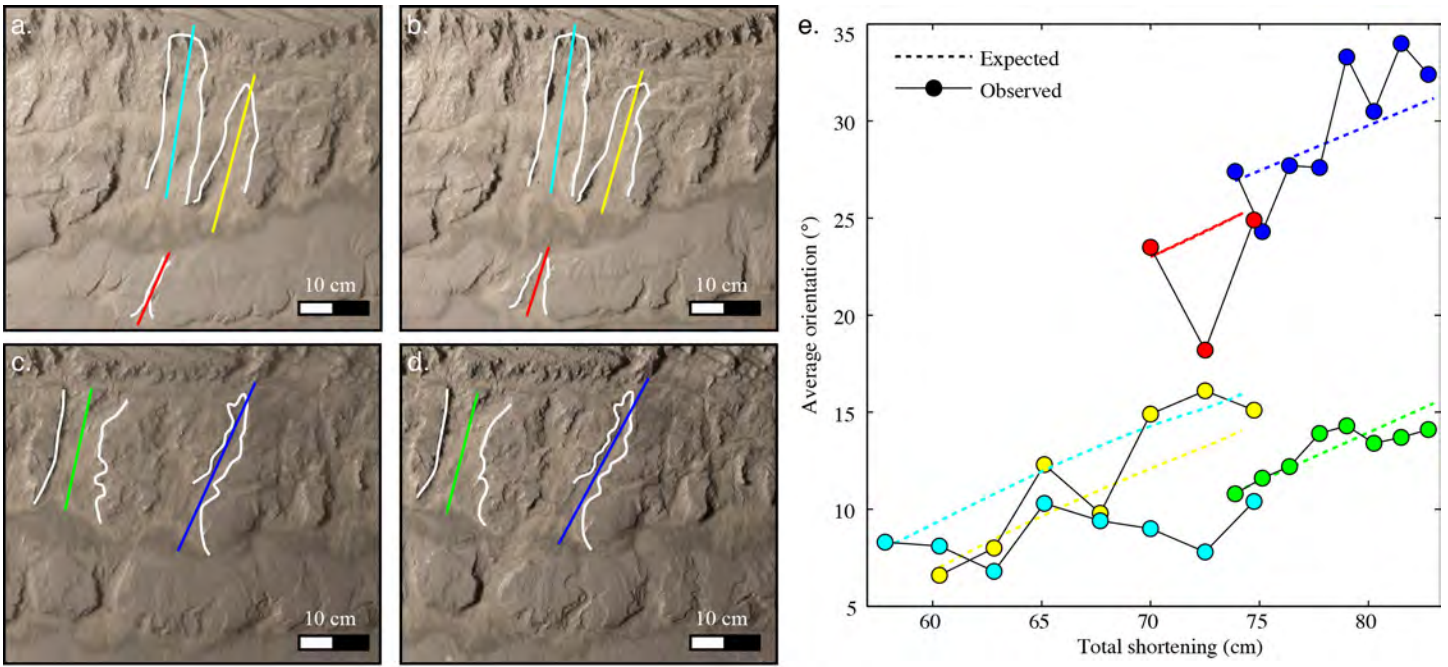 a.
10 cm
b.
10 cm
c.
10 cm
d.
10 cm
e.
Expected
Observed
35
30
25
20
15
10
5
Average orientation (°)
60
65
70
75
80
Total shortening (cm)